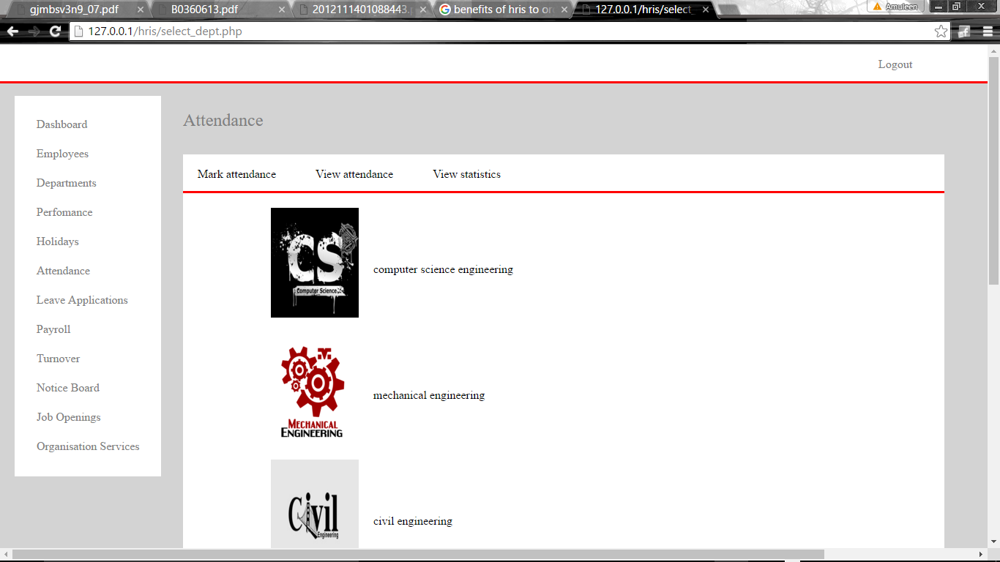 gjmbsv3n9_07.pdf
B0360613.pdf
2012111401088443.
benefits of hris to or
127.0.0.1/hris/select_
Amuleen
127.0.0.1/hris/select_dept.php
Logout
Dashboard
Employees
Departments
Perfomance
Holidays
Attendance
Leave Applications
Payroll
Turnover
Notice Board
Job Openings
Organisation Services
Attendance
Mark attendance View attendance View statistics
CS
Computer Science
computer science engineering
MECHANICAL
ENGINEERING
mechanical engineering
Civil
Engineering
civil engineering